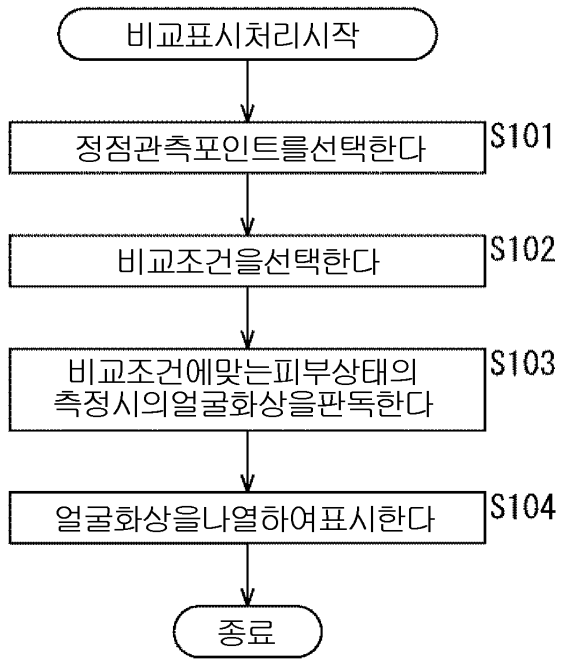 비교표시처리시작
S101
정점관측포인트를선택한다
S102
비교조건을선택한다
S103
비교조건에맞는피부상태의
측정시의얼굴화상을판독한다
S104
얼굴화상을나열하여표시한다
종료